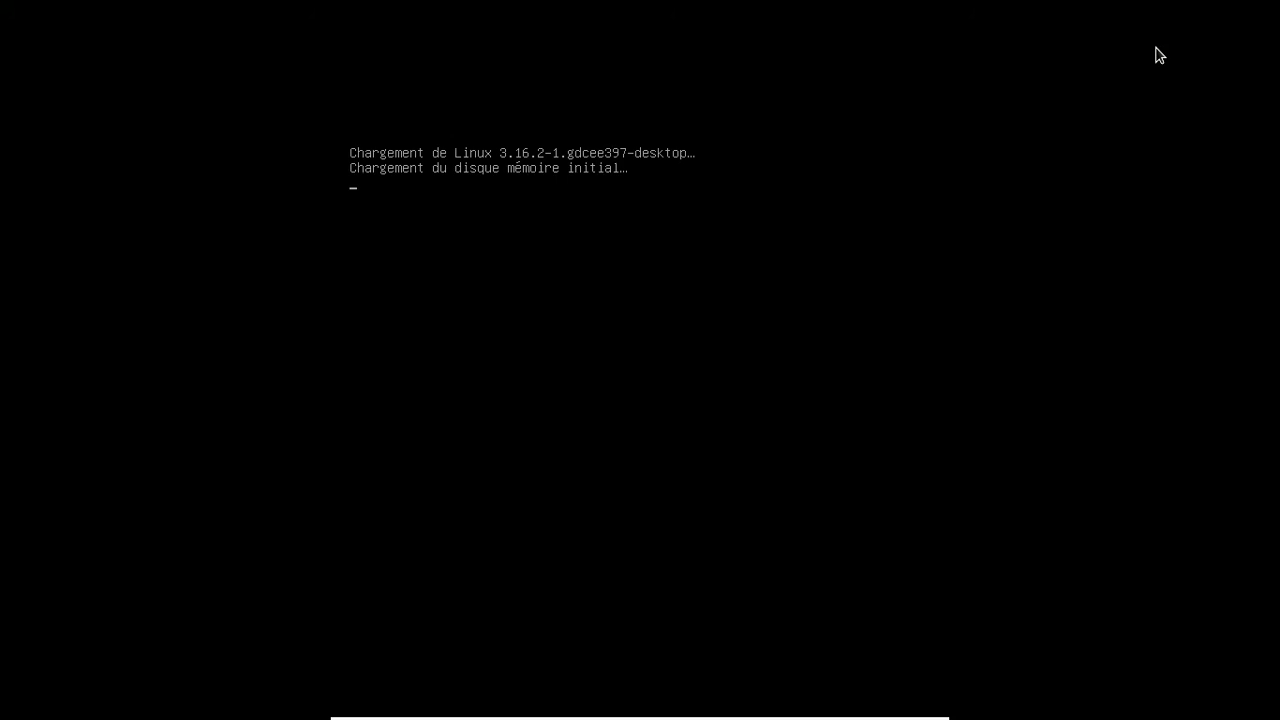 Chargement de Linux 3.16.2-1.gdcee397-desktop…
Chargement du disque mémoire initial…